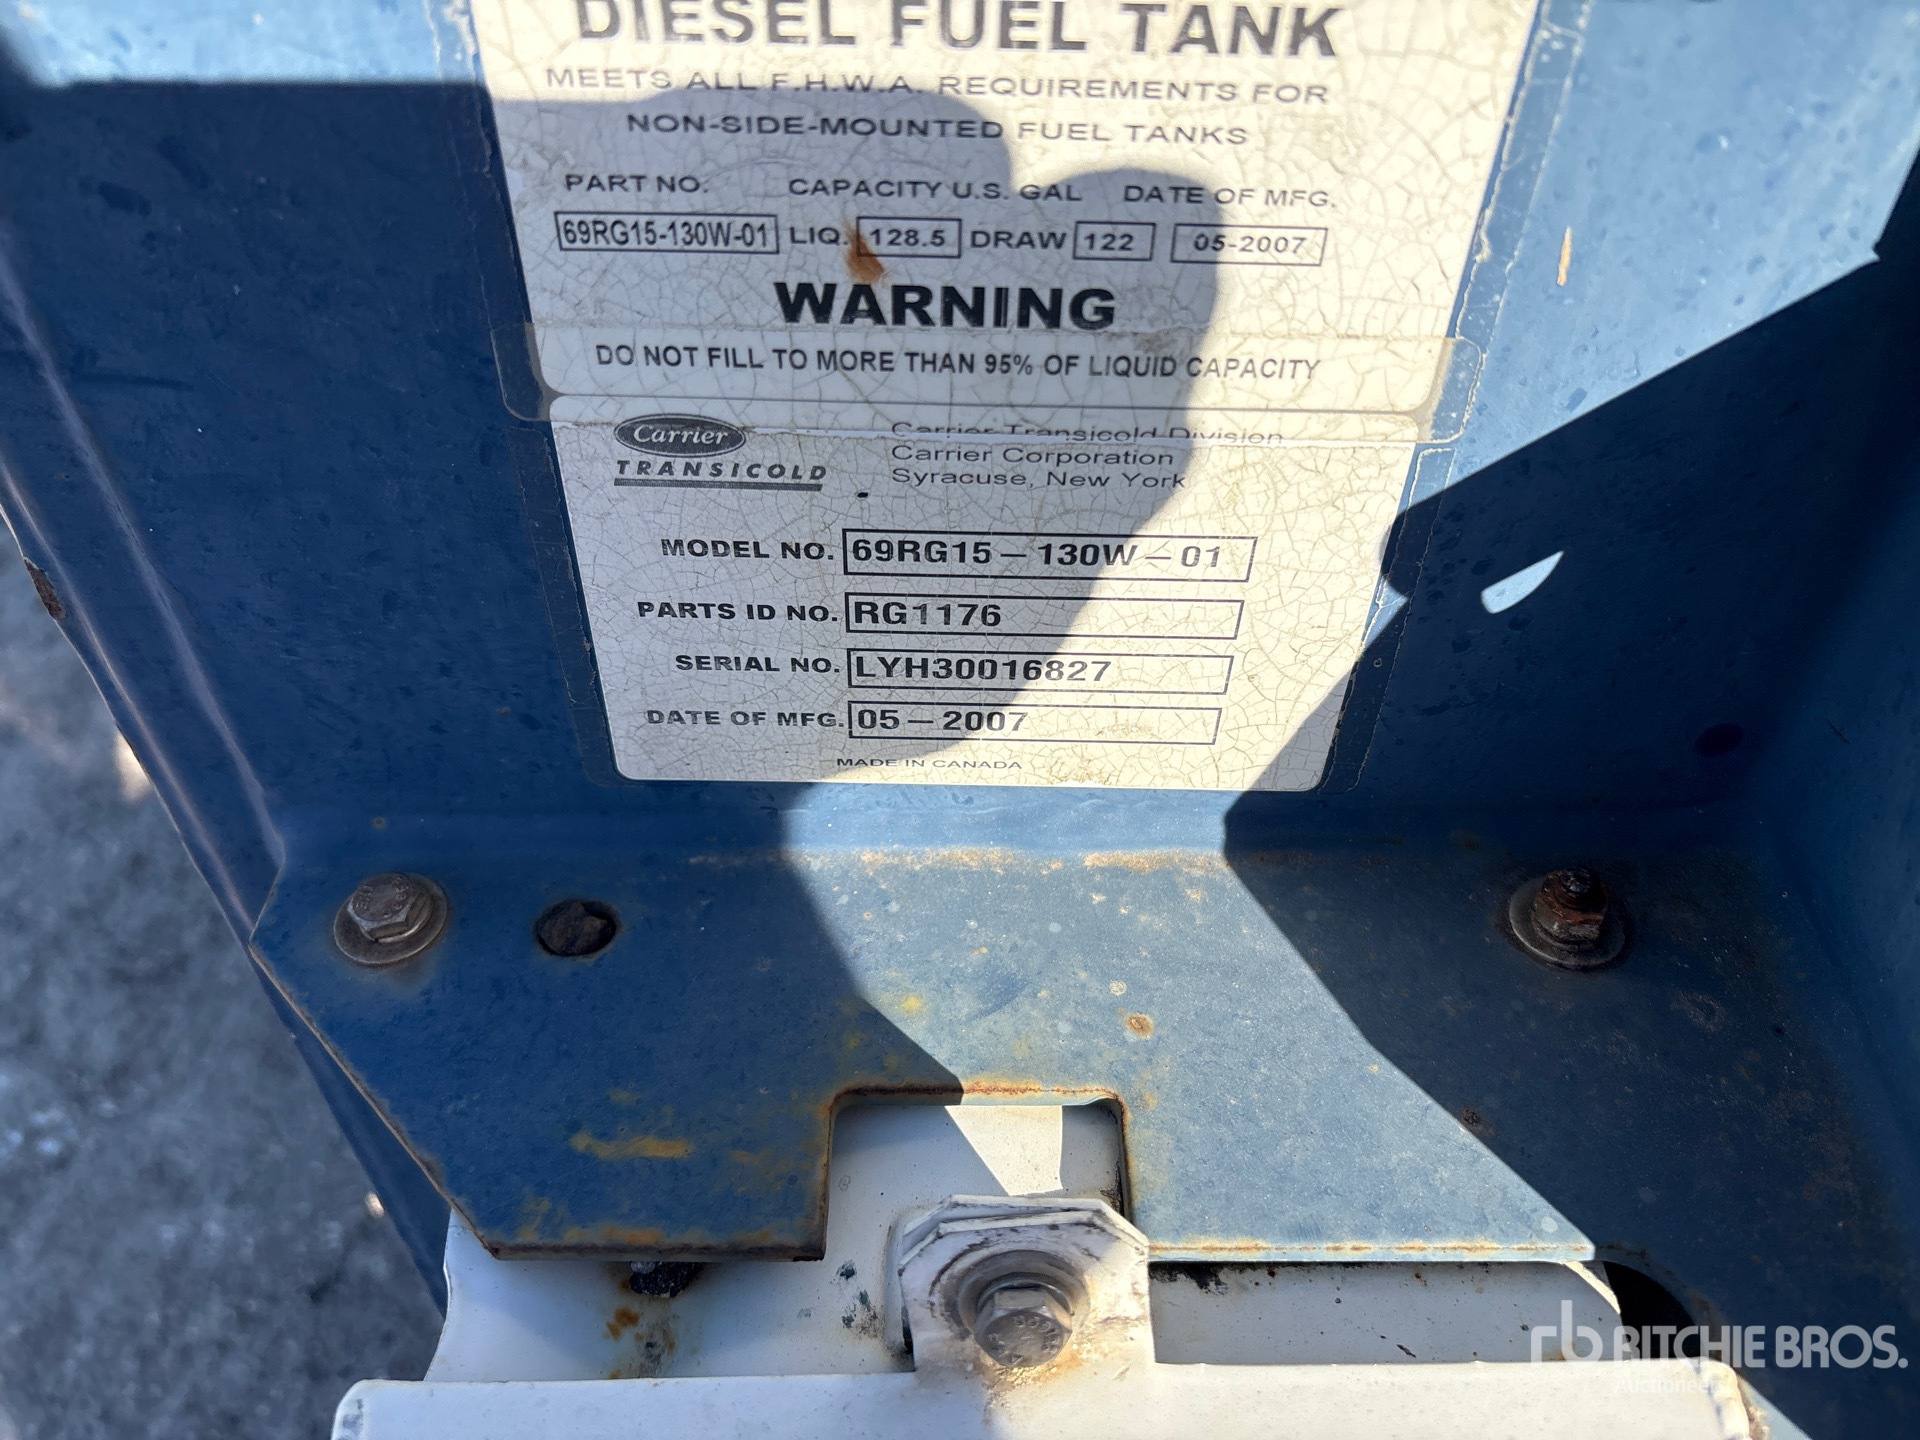 DIESEL FUEL TANK
MEETS ALL F.H.W.A. REQUIREMENTS FOR
NON-SIDE-MOUNTED FUEL TANKS
PART NO. CAPACITY U.S. GAL DATE OF MFG.
69RG15-130W-01 LIQ. 128.5 DRAW 122 05-2007
WARNING
DO NOT FILL TO MORE THAN 95% OF LIQUID CAPACITY
Carrier
TRANSICOLD
Carrier Transicold Division
Carrier Corporation
Syracuse, New York
MODEL NO. 69RG15-130W-01
PARTS ID NO. RG1176
SERIAL NO. LYH30016827
DATE OF MFG. 05-2007
MADE IN CANADA
rb RITCHIE BROS.